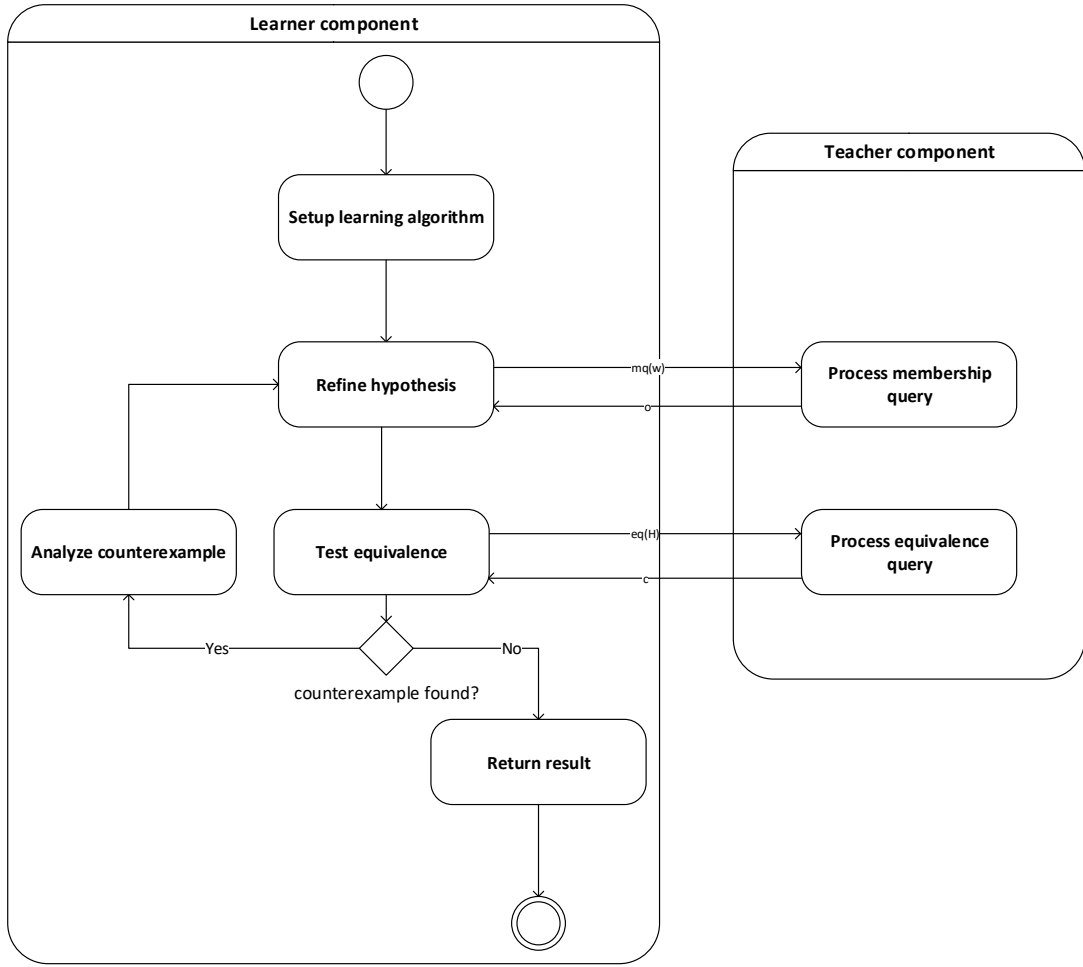 Learner component
Teacher component
Setup learning algorithm
Refine hypothesis
mq(w)
Process membership
query
o
Analyze counterexample
Test equivalence
eq(H)
Process equivalence
query
c
Yes
No
counterexample found?
Return result